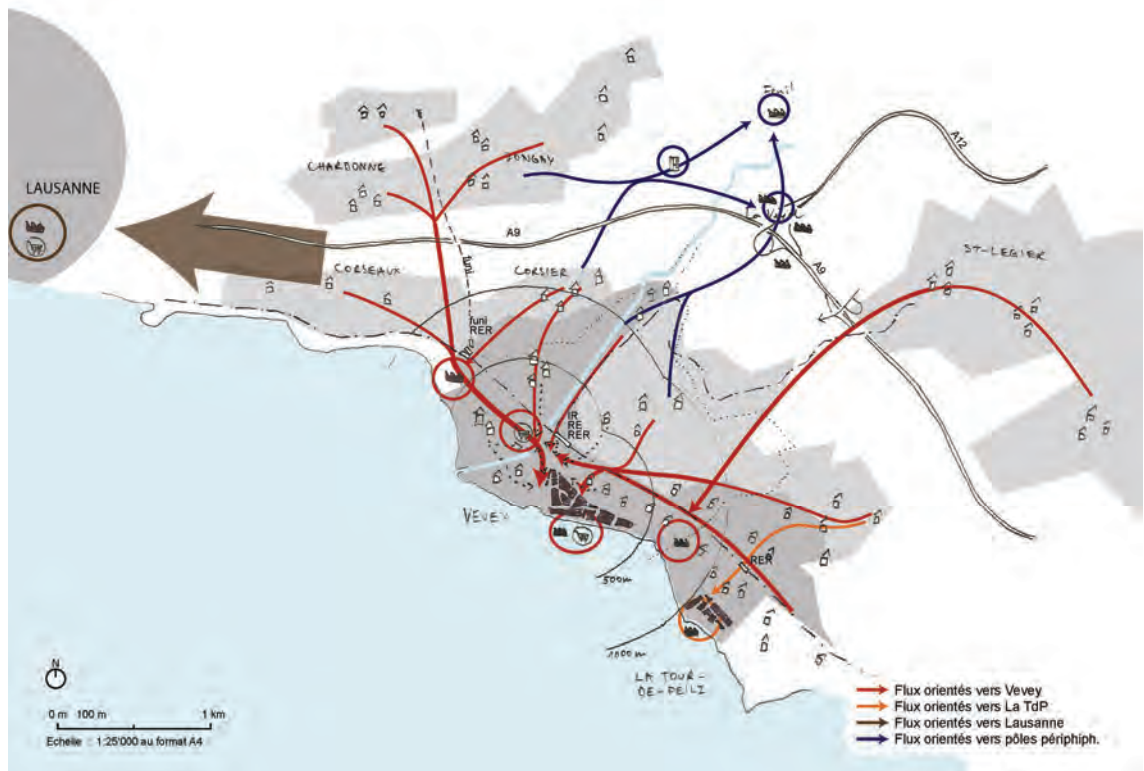 Fenil
A12
CHARDONNE
JONGNY
LAUSANNE
A9
ST-LEGIER
A9
CORSEAUX
funi
CORSIER
funi
RER
IR
RE
RER
VEVEY
RER
500m
1000m
LA TOUR-
DE-PEILZ
N
0 m 100 m 1 km
Echelle : 1:25'000 au format A4
Flux orientés vers Vevey
Flux orientés vers La TdP
Flux orientés vers Lausanne
Flux orientés vers pôles périphiph.